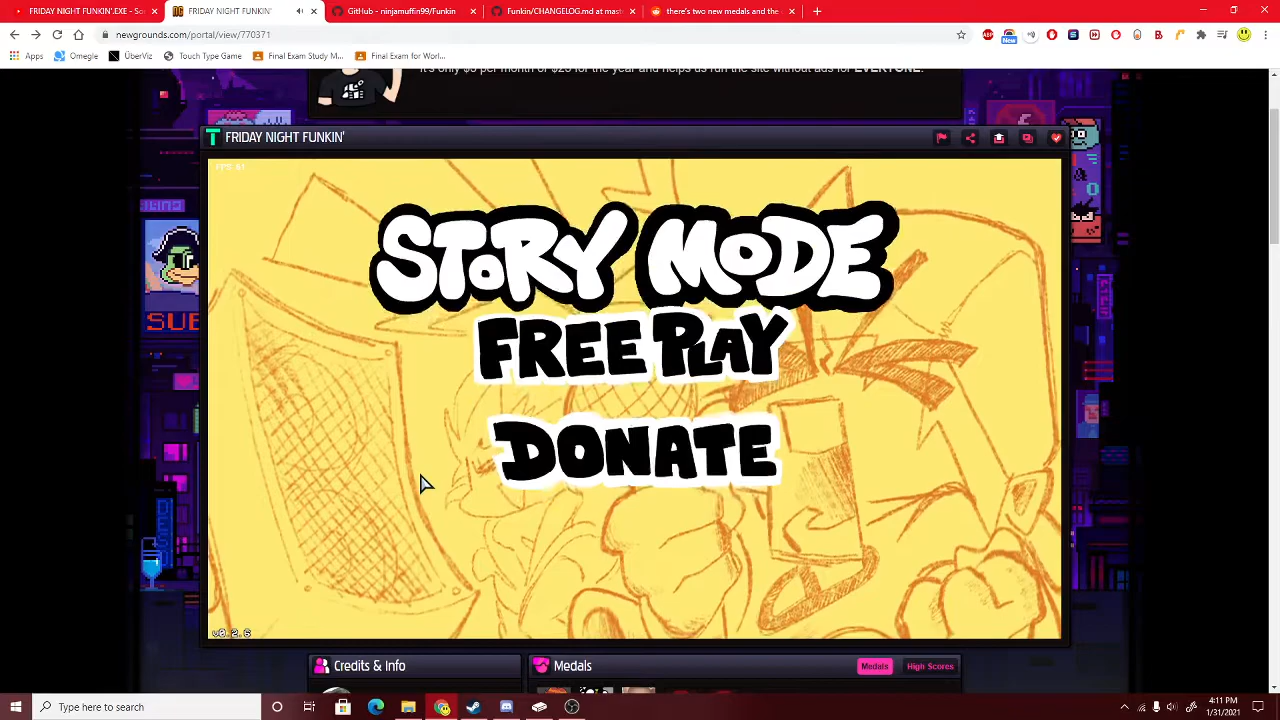 FRIDAY NIGHT FUNKIN'.EXE - So
FRIDAY NIGHT FUNKIN'
GitHub - ninjamuffin99/Funkin
Funkin/CHANGELOG.md at mast
there's two new medals and the
newgrounds.com/portal/view/770371
New
Apps
Omegle
ÜberViz
Touch Type Game
Final Exam Study M...
Final Exam for Worl...
It's only $3 per month or $25 for the year and helps us run the site without ads for EVERYONE.
FRIDAY NIGHT FUNKIN'
STORY MODE
FREEPLAY
DONATE
v0.2.6
Credits & Info
Medals
Medals
High Scores
Type here to search
4:11 PM
1/31/2021